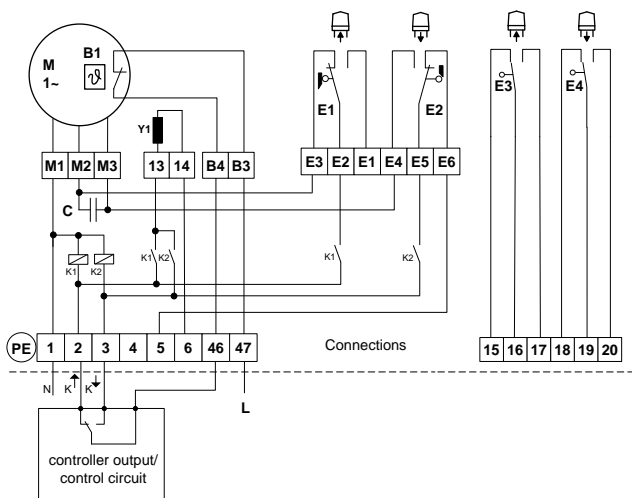 M
1~
B1
ϑ
Y1
E1
E2
E3
E4
M1 M2 M3
13 14
B4 B3
E3 E2 E1 E4 E5 E6
C
K1 K2
K1 K2
K1
K2
PE 1 2 3 4 5 6 46 47
Connections
15 16 17 18 19 20
N K K
L
controller output/
control circuit